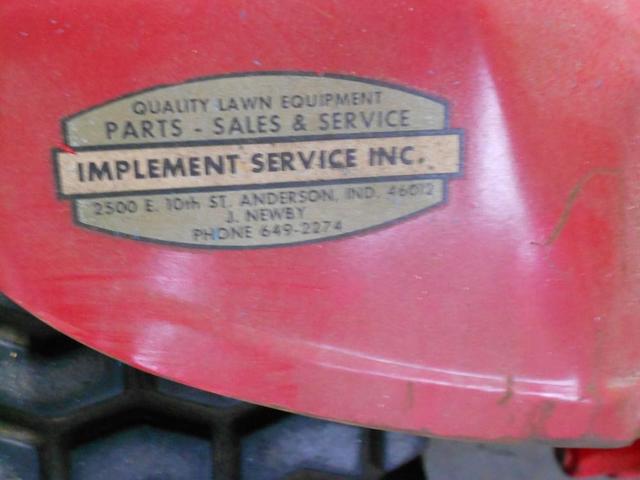 QUALITY LAWN EQUIPMENT
PARTS - SALES & SERVICE
IMPLEMENT SERVICE INC.
2500 E. 10th ST. ANDERSON, IND. 46012
J. NEWBY
PHONE 649-2274